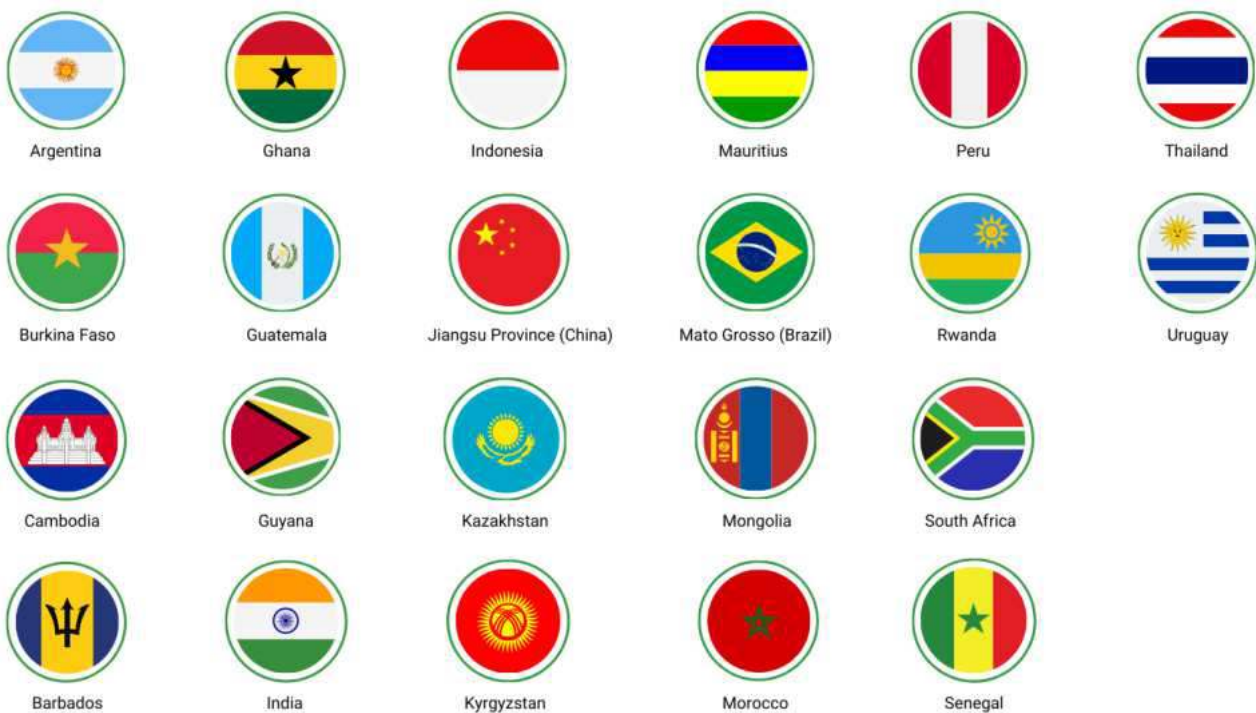 Argentina
Ghana
Indonesia
Mauritius
Peru
Thailand
Burkina Faso
Guatemala
Jiangsu Province (China)
Mato Grosso (Brazil)
Rwanda
Uruguay
Cambodia
Guyana
Kazakhstan
Mongolia
South Africa
Barbados
India
Kyrgyzstan
Morocco
Senegal